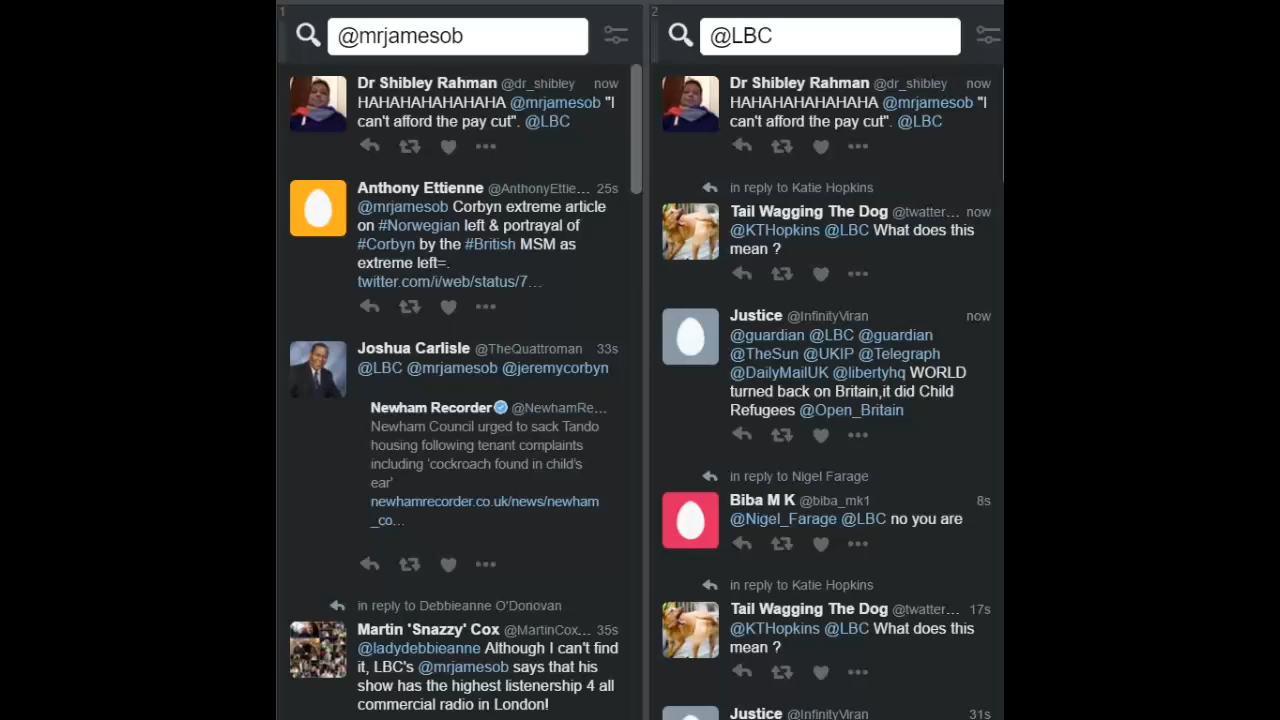 1
@mrjamesob
Dr Shibley Rahman @dr_shibley now
HAHAHAHAHAHAHA @mrjamesob "I
can't afford the pay cut". @LBC
Anthony Ettienne @AnthonyEttie... 25s
@mrjamesob Corbyn extreme article
on #Norwegian left & portrayal of
#Corbyn by the #British MSM as
extreme left=.
twitter.com/i/web/status/7...
Joshua Carlisle @TheQuattroman 33s
@LBC @mrjamesob @jeremycorbyn
Newham Recorder @NewhamRe...
Newham Council urged to sack Tando
housing following tenant complaints
including 'cockroach found in child's
ear'
newhamrecorder.co.uk/news/newham
_co...
in reply to Debbieanne O'Donovan
Martin 'Snazzy' Cox @MartinCox... 35s
@ladydebbieanne Although I can't find
it, LBC's @mrjamesob says that his
show has the highest listenership 4 all
commercial radio in London!
2
@LBC
Dr Shibley Rahman @dr_shibley now
HAHAHAHAHAHAHA @mrjamesob "I
can't afford the pay cut". @LBC
in reply to Katie Hopkins
Tail Wagging The Dog @twatter... now
@KTHopkins @LBC What does this
mean ?
Justice @InfinityViran now
@guardian @LBC @guardian
@TheSun @UKIP @Telegraph
@DailyMailUK @libertyhq WORLD
turned back on Britain,it did Child
Refugees @Open_Britain
in reply to Nigel Farage
Biba M K @biba_mk1 8s
@Nigel_Farage @LBC no you are
in reply to Katie Hopkins
Tail Wagging The Dog @twatter... 17s
@KTHopkins @LBC What does this
mean ?
Justice @InfinityViran 31s